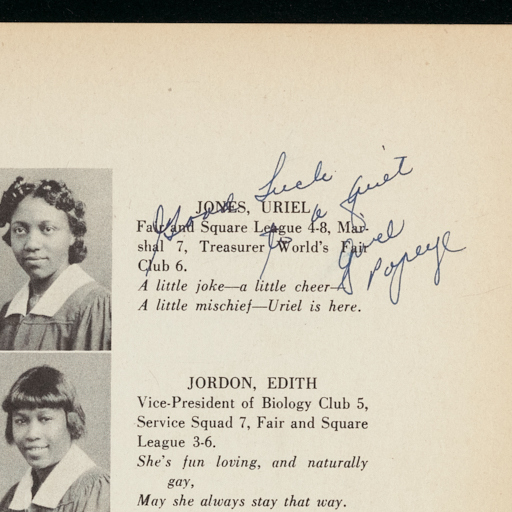 Good Luck
to a quiet
Girl
Popeye
JONES, URIEL
Fair and Square League 4-8, Mar-
shal 7, Treasurer World's Fair
Club 6.
A little joke—a little cheer—
A little mischief—Uriel is here.
JORDON, EDITH
Vice-President of Biology Club 5,
Service Squad 7, Fair and Square
League 3-6.
She's fun loving, and naturally
gay,
May she always stay that way.